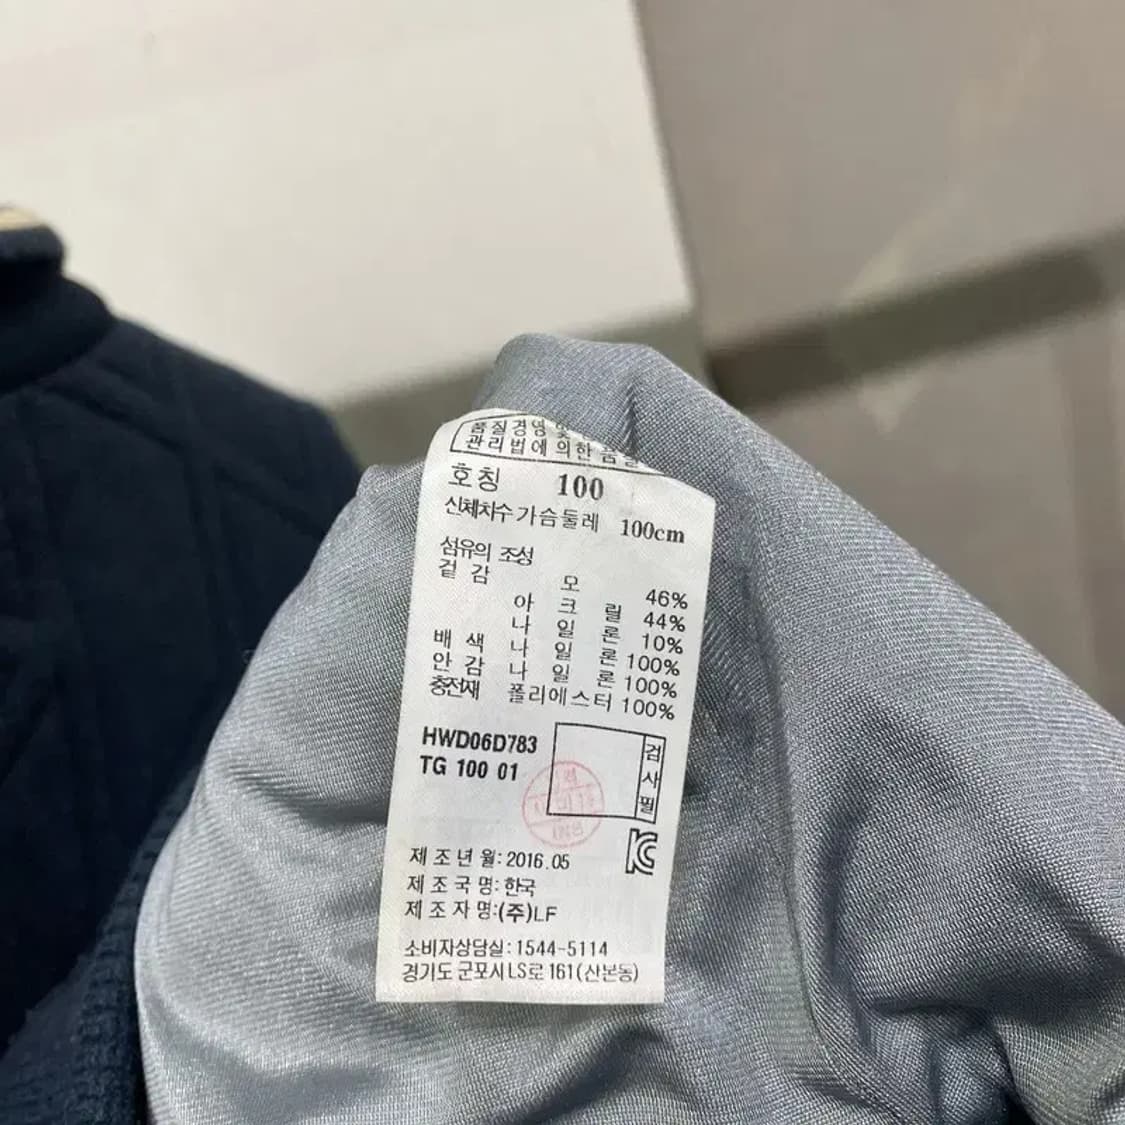 품질경영 및
관리법에 의한 품질
호칭 100
신체치수 가슴둘레 100cm
섬유의 조성
겉감 모 46%
아크릴 44%
나일론 10%
배색 나일론 100%
안감 나일론 100%
충전재 폴리에스터 100%
HWD06D783
TG 100 01
검사필
제조년월: 2016.05
제조국명: 한국
제조자명:(주)LF
소비자상담실: 1544-5114
경기도 군포시 LS로 161(산본동)